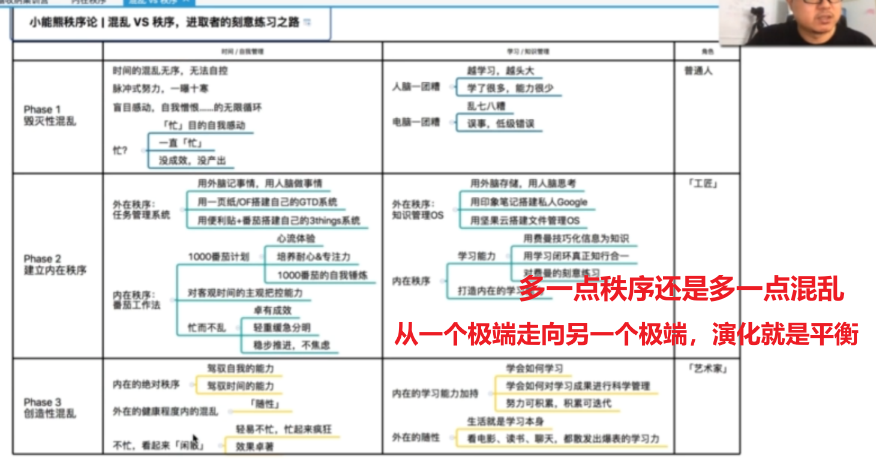 小能熊秩序论 | 混乱 VS 秩序，进取者的刻意练习之路
时间 / 自我管理
学习 / 知识管理
角色
Phase 1
毁灭性混乱
时间的混乱无序，无法自控
脉冲式努力，一曝十寒
盲目感动，自我憎恨......的无限循环
忙？
「忙」目的自我感动
一直「忙」
没成效，没产出
人脑一团糟
越学习，越头大
学了很多，能力很少
电脑一团糟
乱七八糟
误事，低级错误
普通人
Phase 2
建立内在秩序
外在秩序：
任务管理系统
用外脑记事情，用人脑做事情
用一页纸/OF搭建自己的GTD系统
用便利贴+番茄搭建自己的3things系统
内在秩序：
番茄工作法
1000番茄计划
心流体验
培养耐心&专注力
1000番茄的自我锤炼
对客观时间的主观把控能力
忙而不乱
卓有成效
轻重缓急分明
稳步推进，不焦虑
外在秩序：
知识管理OS
用外脑存储，用人脑思考
用印象笔记搭建私人Google
用坚果云搭建文件管理OS
内在秩序
学习能力
用费曼技巧化信息为知识
用学习闭环真正知行合一
对费曼的刻意练习
打造内在的学习
「工匠」
多一点秩序还是多一点混乱
从一个极端走向另一个极端，演化就是平衡
Phase 3
创造性混乱
内在的绝对秩序
驾驭自我的能力
驾驭时间的能力
外在的健康程度内的混乱
「随性」
不忙，看起来「闲散」
轻易不忙，忙起来疯狂
效果卓著
内在的学习能力加持
学会如何学习
学会如何对学习成果进行科学管理
努力可积累，积累可迭代
外在的随性
生活就是学习本身
看电影、读书、聊天，都散发出爆表的学习力
「艺术家」